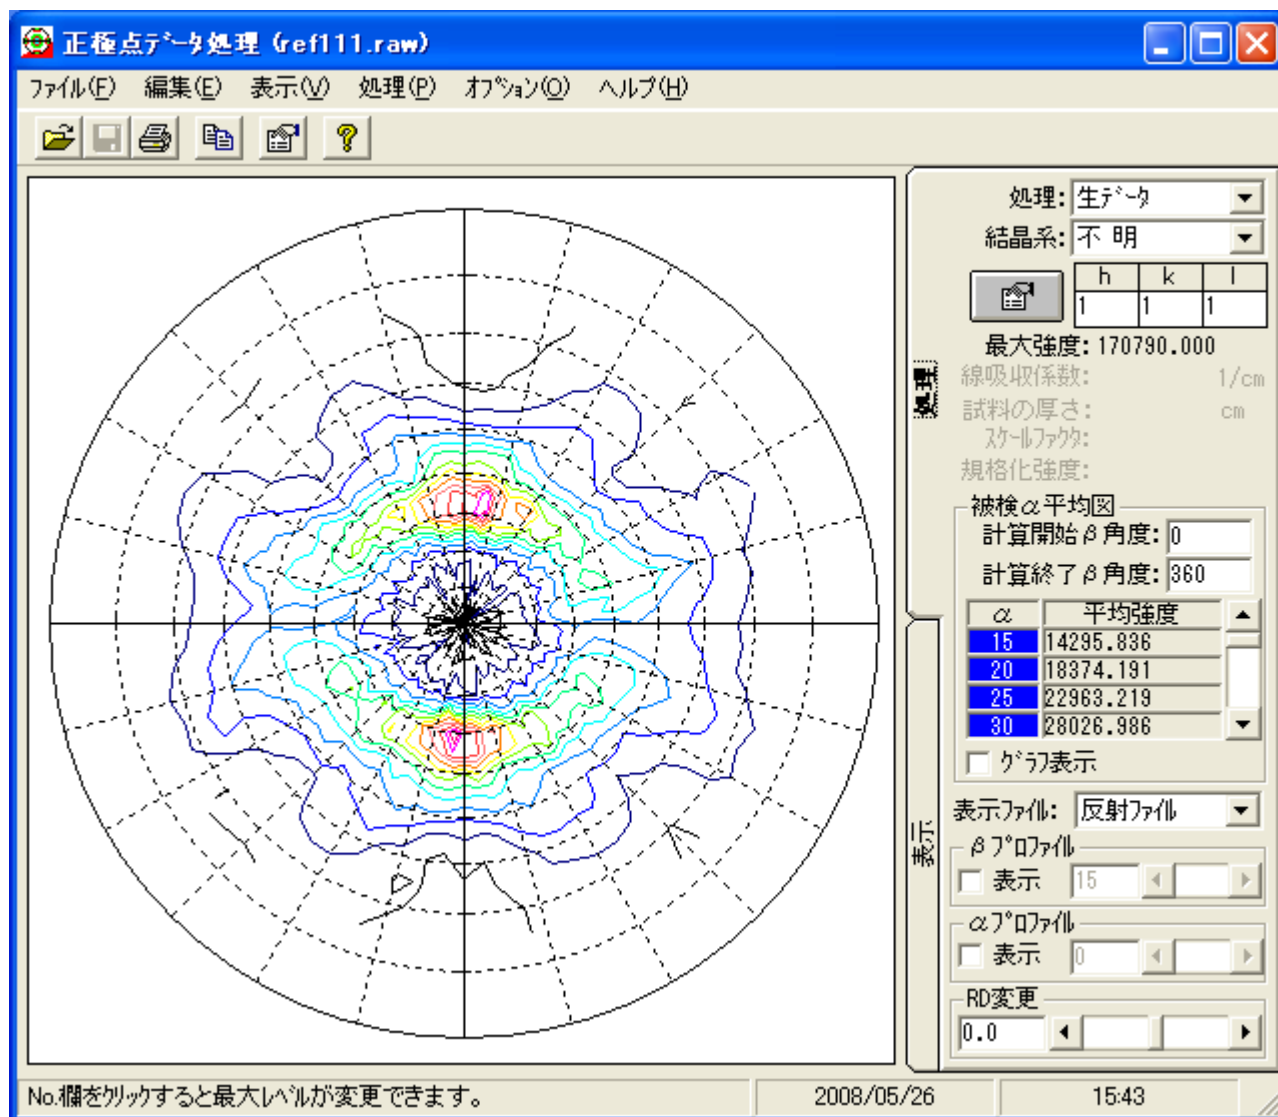 正極点データ処理 (ref111.raw)
ファイル(F) 編集(E) 表示(V) 処理(P) オプション(O) ヘルプ(H)
処理: 生データ
結晶系: 不 明
h k l
1 1 1
最大強度: 170790.000
線吸収係数: 1/cm
試料の厚さ: cm
スケールファクタ:
規格化強度:
処理
被検α平均図
計算開始β角度: 0
計算終了β角度: 360
α 平均強度
15 14295.836
20 18374.191
25 22963.219
30 28026.986
グラフ表示
表示
表示ファイル: 反射ファイル
βプロファイル
表示 15
αプロファイル
表示 0
RD変更
0.0
No.欄をクリックすると最大レベルが変更できます。 2008/05/26 15:43